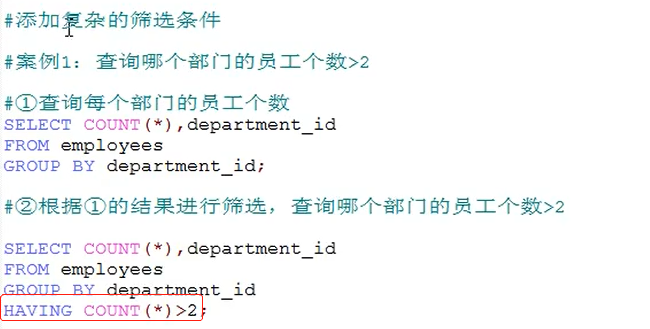 #添加复杂的筛选条件
#案例1：查询哪个部门的员工个数>2
#①查询每个部门的员工个数
SELECT COUNT(*),department_id
FROM employees
GROUP BY department_id;
#②根据①的结果进行筛选，查询哪个部门的员工个数>2
SELECT COUNT(*),department_id
FROM employees
GROUP BY department_id
HAVING COUNT(*)>2;